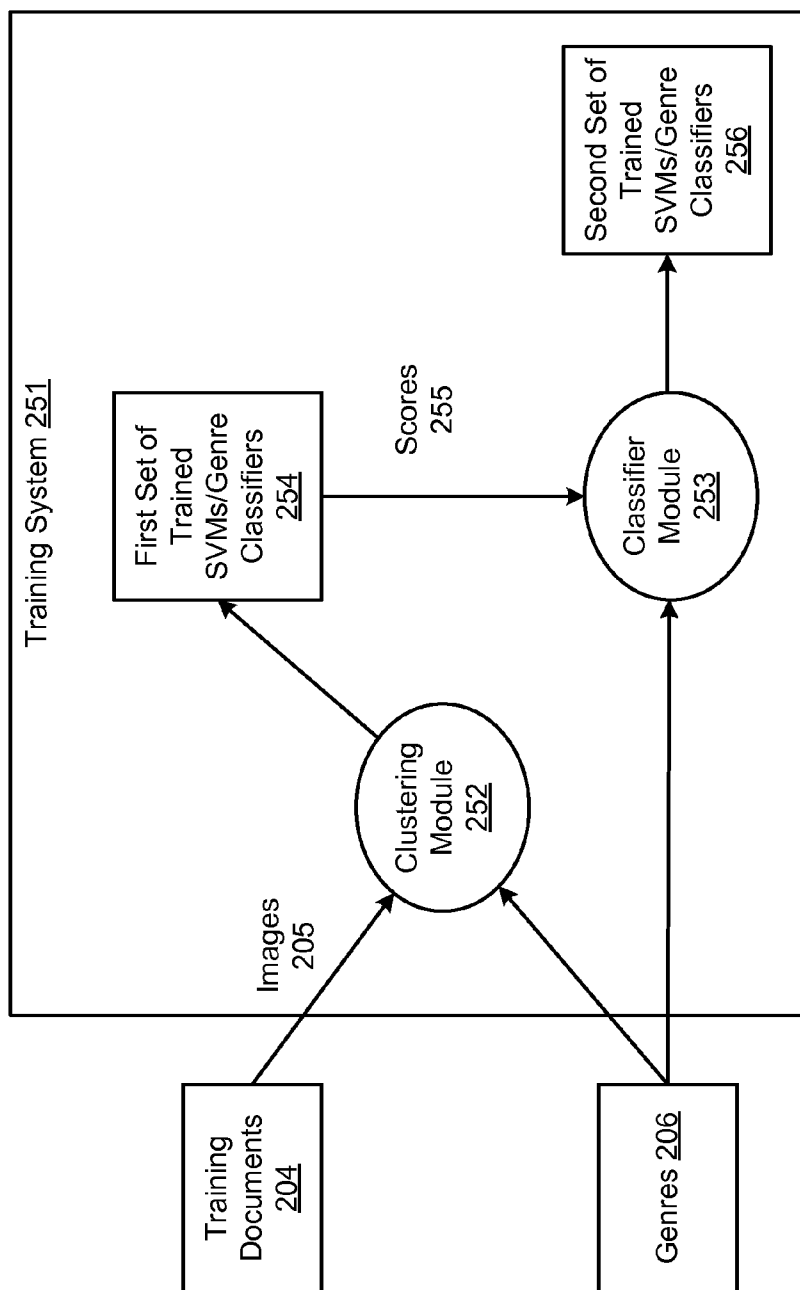 Training System 251
Training
Documents
204
Images
205
Genres 206
Clustering
Module
252
First Set of
Trained
SVMs/Genre
Classifiers
254
Scores
255
Classifier
Module
253
Second Set of
Trained
SVMs/Genre
Classifiers
256